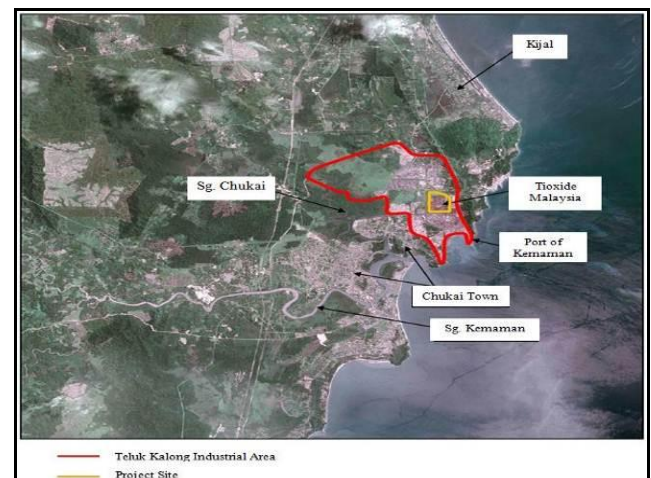 Kijal
Sg. Chukai
Tioxide
Malaysia
Port of
Kemaman
Chukai Town
Sg. Kemaman
Teluk Kalong Industrial Area
Project Site